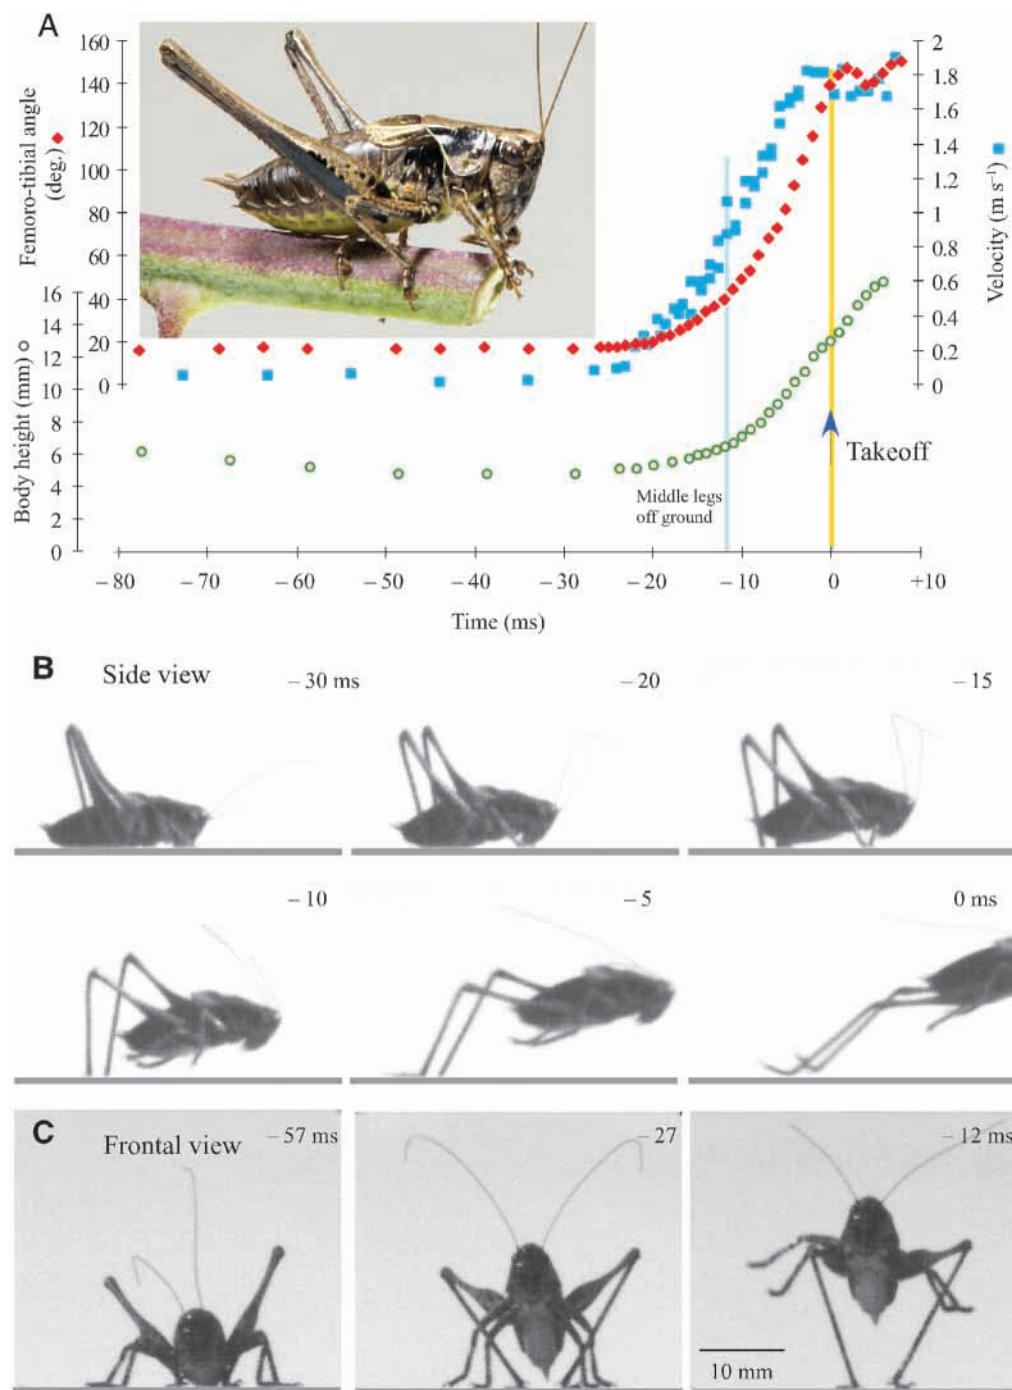 A
160
140
120
100
80
60
40
20
0
Femoro-tibial angle
(deg.)
16
14
12
10
8
6
4
2
0
Body height (mm)
2
1.8
1.6
1.4
1.2
1
0.8
0.6
0.4
0.2
0
Velocity (m s⁻¹)
Takeoff
Middle legs
off ground
– 80 – 70 – 60 – 50 – 40 – 30 – 20 – 10 0 +10
Time (ms)
B
Side view – 30 ms – 20 – 15
– 10 – 5 0 ms
C
Frontal view – 57 ms – 27 – 12 ms
10 mm